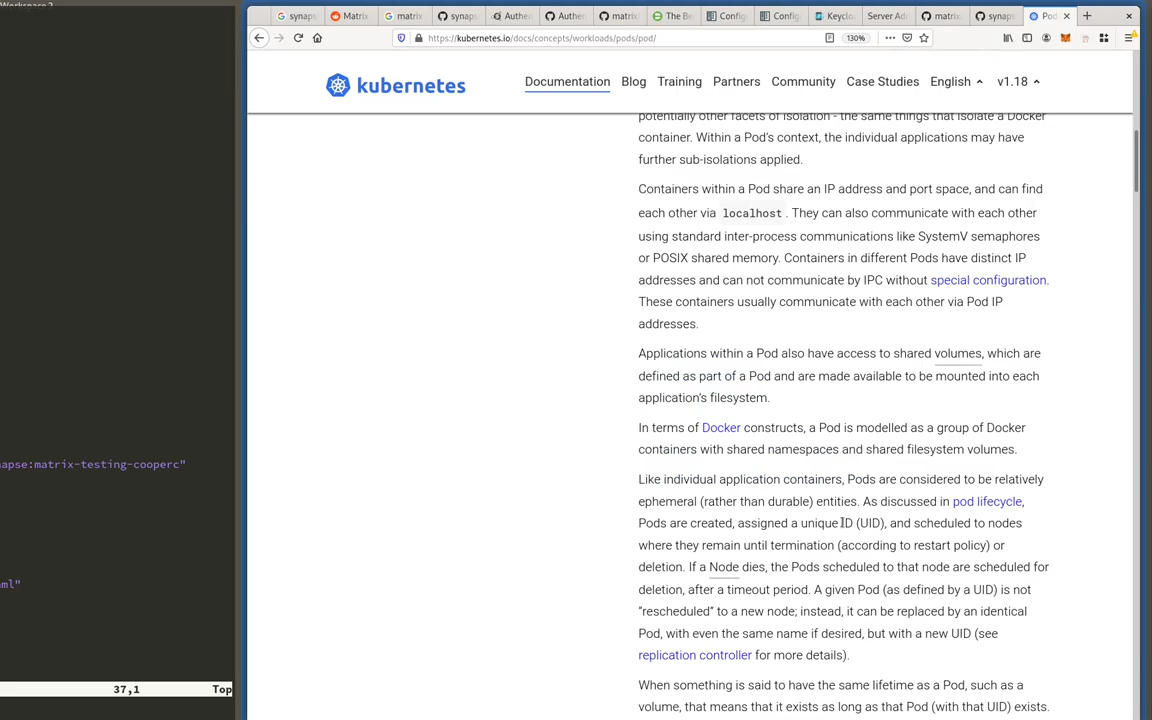 Workspace 2
synaps
Matrix
matrix
synaps
Authen
Authen
matrix
The Be
Config
Config
Keyclo
Server Ad
matrix
synaps
Pod
https://kubernetes.io/docs/concepts/workloads/pods/pod/
130%
kubernetes
Documentation Blog Training Partners Community Case Studies English v1.18
potentially other facets of isolation - the same things that isolate a Docker
container. Within a Pod's context, the individual applications may have
further sub-isolations applied.
Containers within a Pod share an IP address and port space, and can find
each other via localhost. They can also communicate with each other
using standard inter-process communications like SystemV semaphores
or POSIX shared memory. Containers in different Pods have distinct IP
addresses and can not communicate by IPC without special configuration.
These containers usually communicate with each other via Pod IP
addresses.
Applications within a Pod also have access to shared volumes, which are
defined as part of a Pod and are made available to be mounted into each
application's filesystem.
In terms of Docker constructs, a Pod is modelled as a group of Docker
containers with shared namespaces and shared filesystem volumes.
napse:matrix-testing-cooperc"
Like individual application containers, Pods are considered to be relatively
ephemeral (rather than durable) entities. As discussed in pod lifecycle,
Pods are created, assigned a unique ID (UID), and scheduled to nodes
where they remain until termination (according to restart policy) or
deletion. If a Node dies, the Pods scheduled to that node are scheduled for
ml"
deletion, after a timeout period. A given Pod (as defined by a UID) is not
"rescheduled" to a new node; instead, it can be replaced by an identical
Pod, with even the same name if desired, but with a new UID (see
replication controller for more details).
When something is said to have the same lifetime as a Pod, such as a
37,1 Top
volume, that means that it exists as long as that Pod (with that UID) exists.